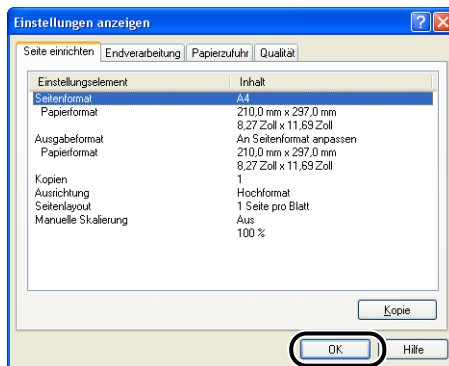 Einstellungen anzeigen
Seite einrichten Endverarbeitung Papierzufuhr Qualität
Einstellungselement Inhalt
Seitenformat A4
Papierformat 210,0 mm x 297,0 mm
8,27 Zoll x 11,69 Zoll
Ausgabeformat An Seitenformat anpassen
Papierformat 210,0 mm x 297,0 mm
8,27 Zoll x 11,69 Zoll
Kopien 1
Ausrichtung Hochformat
Seitenlayout 1 Seite pro Blatt
Manuelle Skalierung Aus
100 %
Kopie
OK Hilfe